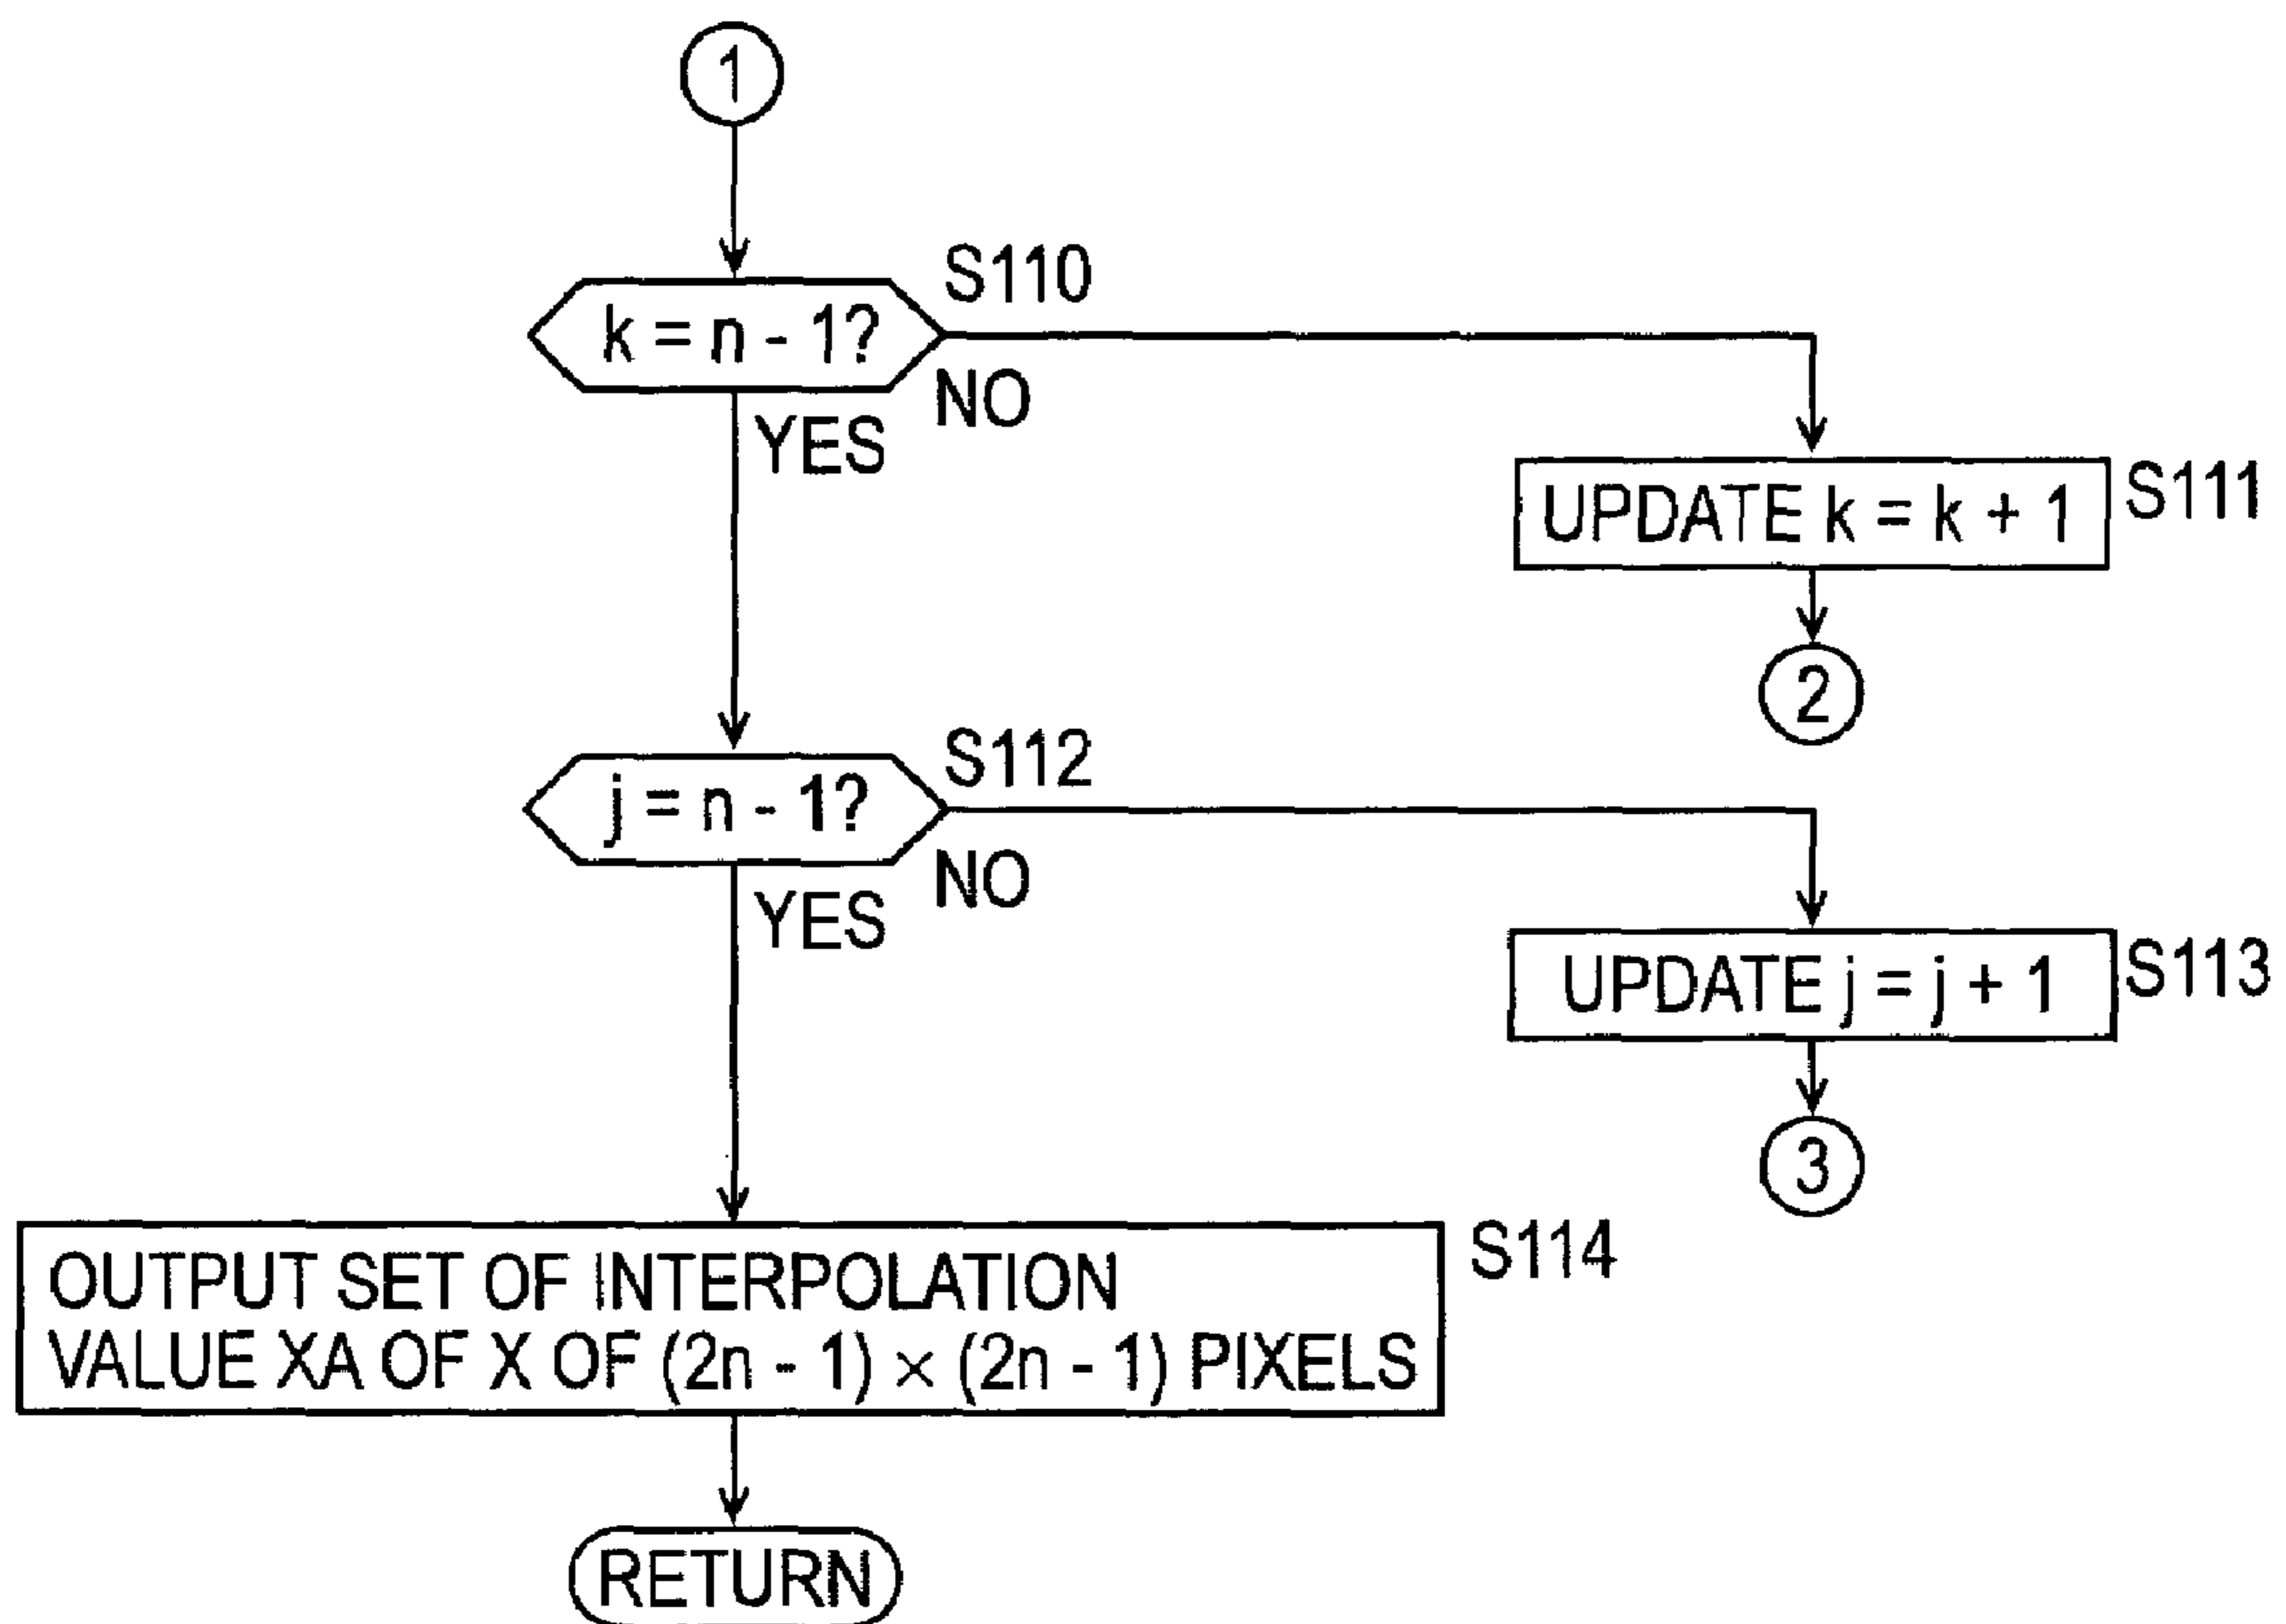 1
S110
k = n - 1?
NO
YES
UPDATE k = k + 1
S111
2
S112
j = n - 1?
NO
YES
UPDATE j = j + 1
S113
3
S114
OUTPUT SET OF INTERPOLATION
VALUE XA OF X OF (2n - 1) × (2n - 1) PIXELS
RETURN